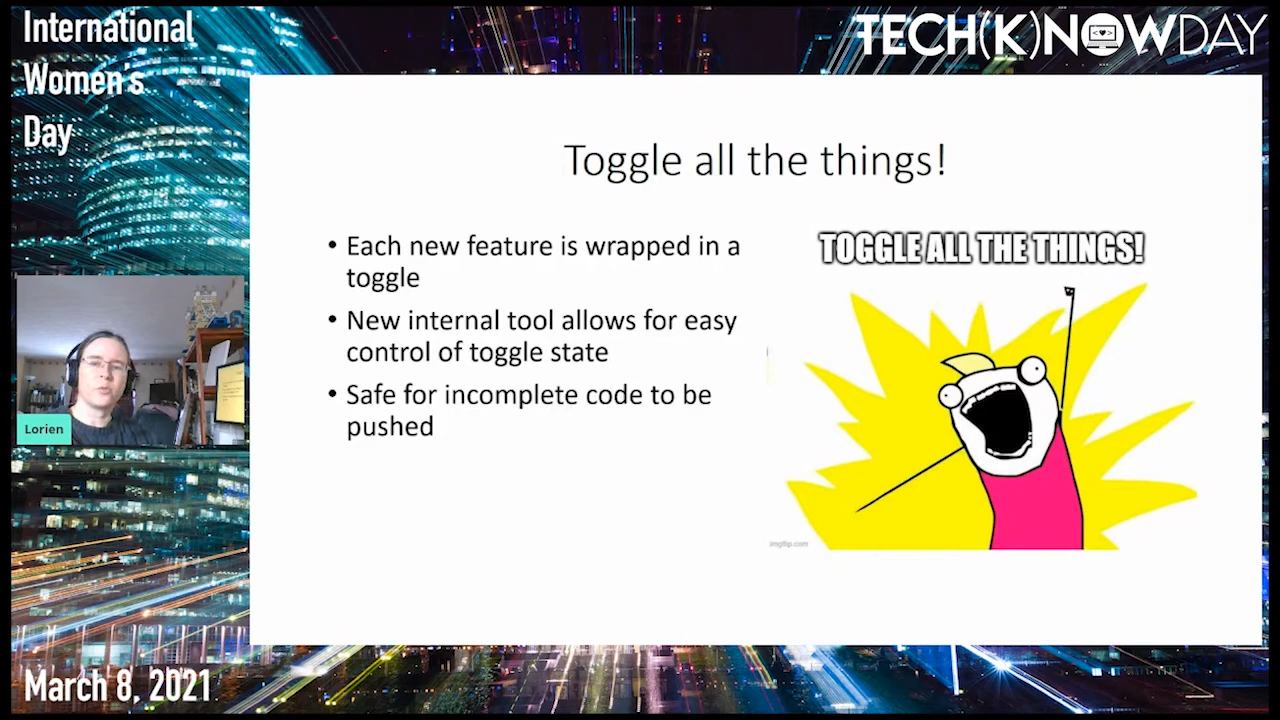 International
Women's
Day
TECH(K)NOWDAY
Toggle all the things!
• Each new feature is wrapped in a
toggle
• New internal tool allows for easy
control of toggle state
• Safe for incomplete code to be
pushed
TOGGLE ALL THE THINGS!
imgflip.com
Lorien
March 8, 2021